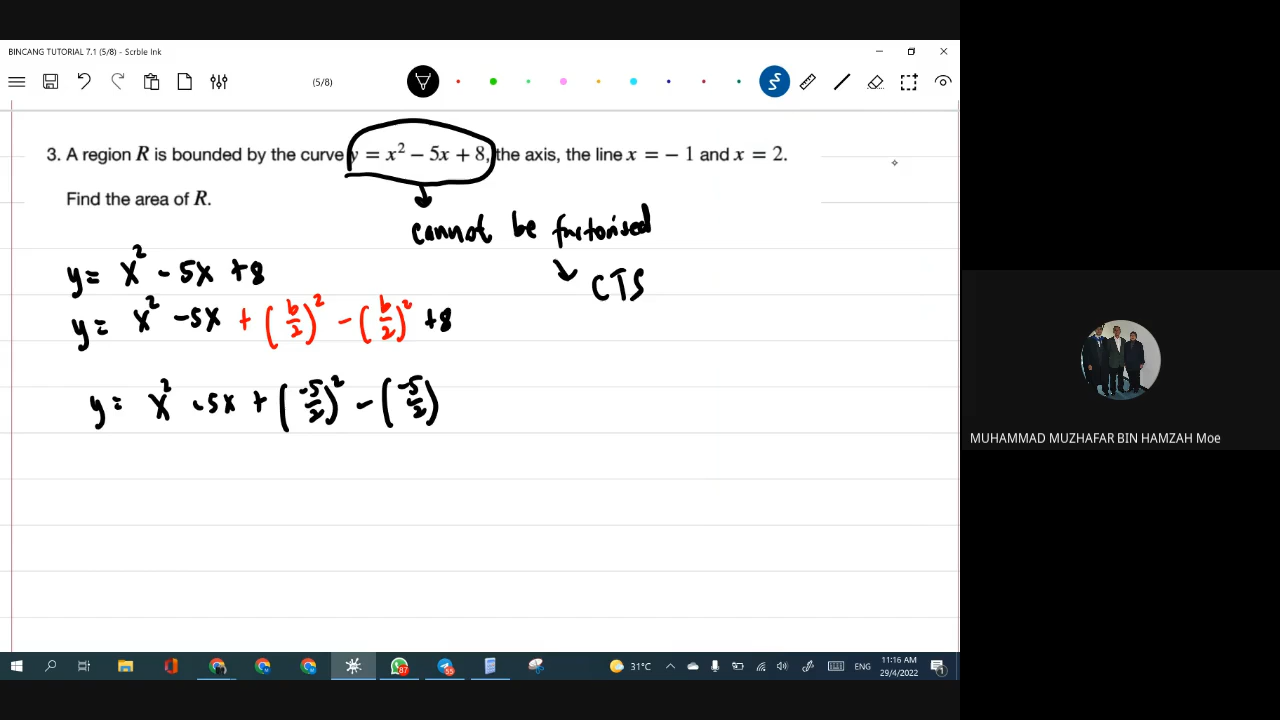 BINCANG TUTORIAL 7.1 (5/8) - Scrble Ink
(5/8)
3. A region R is bounded by the curve y = x² − 5x + 8, the axis, the line x = − 1 and x = 2.
Find the area of R.
cannot be factorised
CTS
y = x² - 5x + 8
y = x² - 5x + (b/2)² - (b/2)² + 8
y = x² - 5x + (-5/2)² - (-5/2)
MUHAMMAD MUZHAFAR BIN HAMZAH Moe
87
55
31°C
ENG
11:16 AM
29/4/2022
1